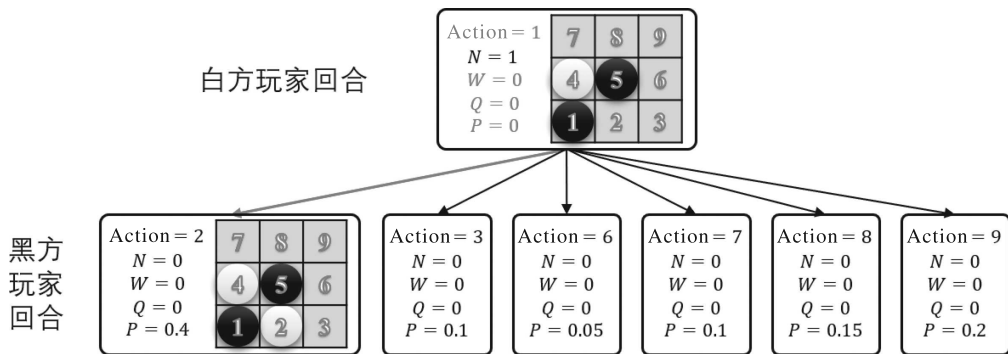 白方玩家回合
Action = 1
N = 1
W = 0
Q = 0
P = 0
7 8 9
4 5 6
1 2 3
黑方
玩家
回合
Action = 2
N = 0
W = 0
Q = 0
P = 0.4
7 8 9
4 5 6
1 2 3
Action = 3
N = 0
W = 0
Q = 0
P = 0.1
Action = 6
N = 0
W = 0
Q = 0
P = 0.05
Action = 7
N = 0
W = 0
Q = 0
P = 0.1
Action = 8
N = 0
W = 0
Q = 0
P = 0.15
Action = 9
N = 0
W = 0
Q = 0
P = 0.2